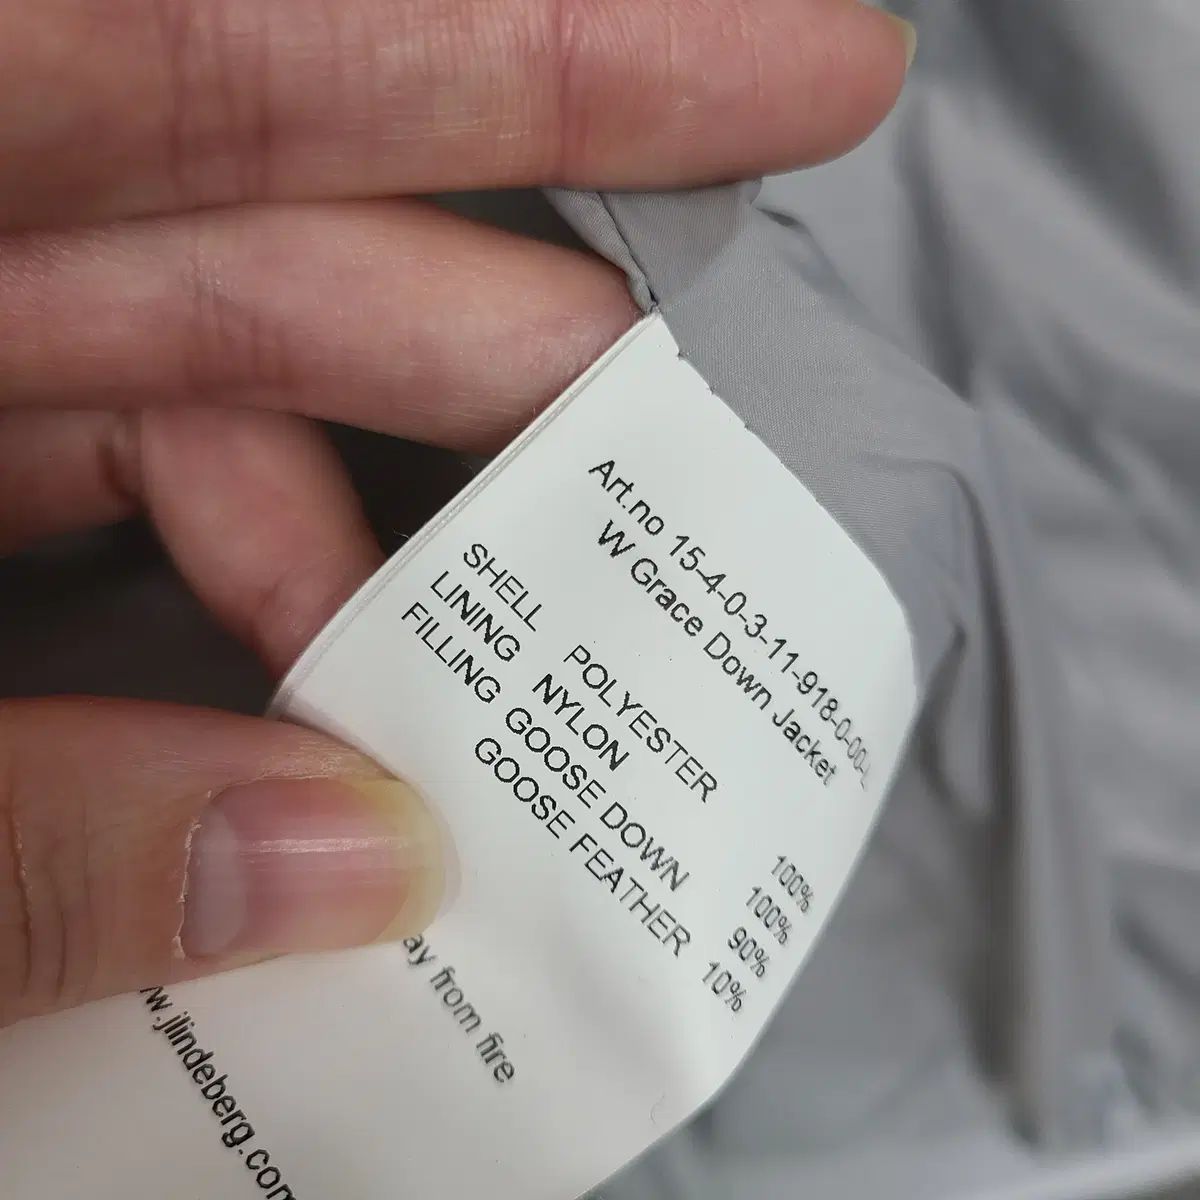 Art.no 15-4-0-3-11-918-0-00-L
W Grace Down Jacket
SHELL POLYESTER 100%
LINING NYLON 100%
FILLING GOOSE DOWN 90%
GOOSE FEATHER 10%
ay from fire
w.jlindeberg.com